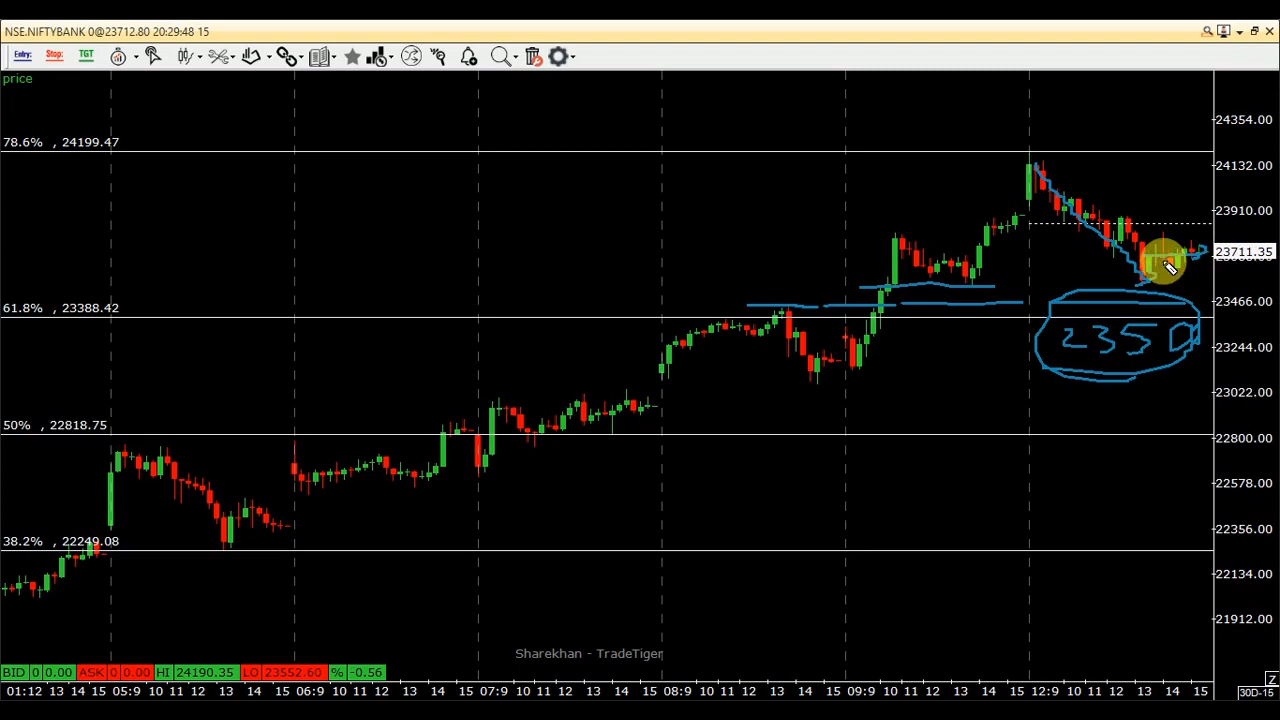 NSE.NIFTYBANK 0@23712.80 20:29:48 15
Entry: Stop: TGT
price
24354.00
78.6% , 24199.47
24132.00
23910.00
23711.35
61.8% , 23388.42
23466.00
2350
23244.00
23022.00
50% , 22818.75
22800.00
22578.00
22356.00
38.2% , 22249.08
22134.00
21912.00
Sharekhan - TradeTiger
BID 0 0.00 ASK 0 0.00 HI 24190.35 LO 23552.60 % -0.56
Z
01:12 13 14 15 05:9 10 11 12 13 14 15 06:9 10 11 12 13 14 15 07:9 10 11 12 13 14 15 08:9 10 11 12 13 14 15 09:9 10 11 12 13 14 15 12:9 10 11 12 13 14 15 30D-15